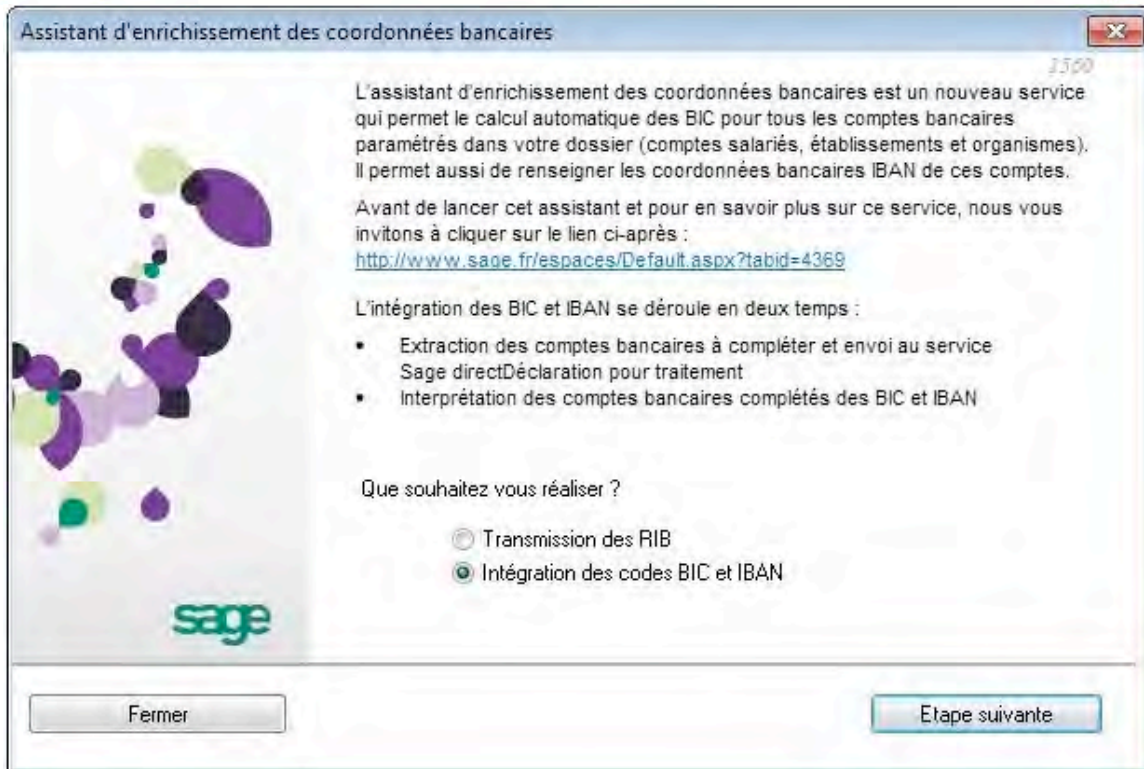 Assistant d'enrichissement des coordonnées bancaires
1560
L'assistant d'enrichissement des coordonnées bancaires est un nouveau service
qui permet le calcul automatique des BIC pour tous les comptes bancaires
paramétrés dans votre dossier (comptes salariés, établissements et organismes).
Il permet aussi de renseigner les coordonnées bancaires IBAN de ces comptes.
Avant de lancer cet assistant et pour en savoir plus sur ce service, nous vous
invitons à cliquer sur le lien ci-après :
http://www.sage.fr/espaces/Default.aspx?tabid=4369
L'intégration des BIC et IBAN se déroule en deux temps :
• Extraction des comptes bancaires à compléter et envoi au service
Sage directDéclaration pour traitement
• Interprétation des comptes bancaires complétés des BIC et IBAN
Que souhaitez vous réaliser ?
Transmission des RIB
Intégration des codes BIC et IBAN
sage
Fermer
Etape suivante